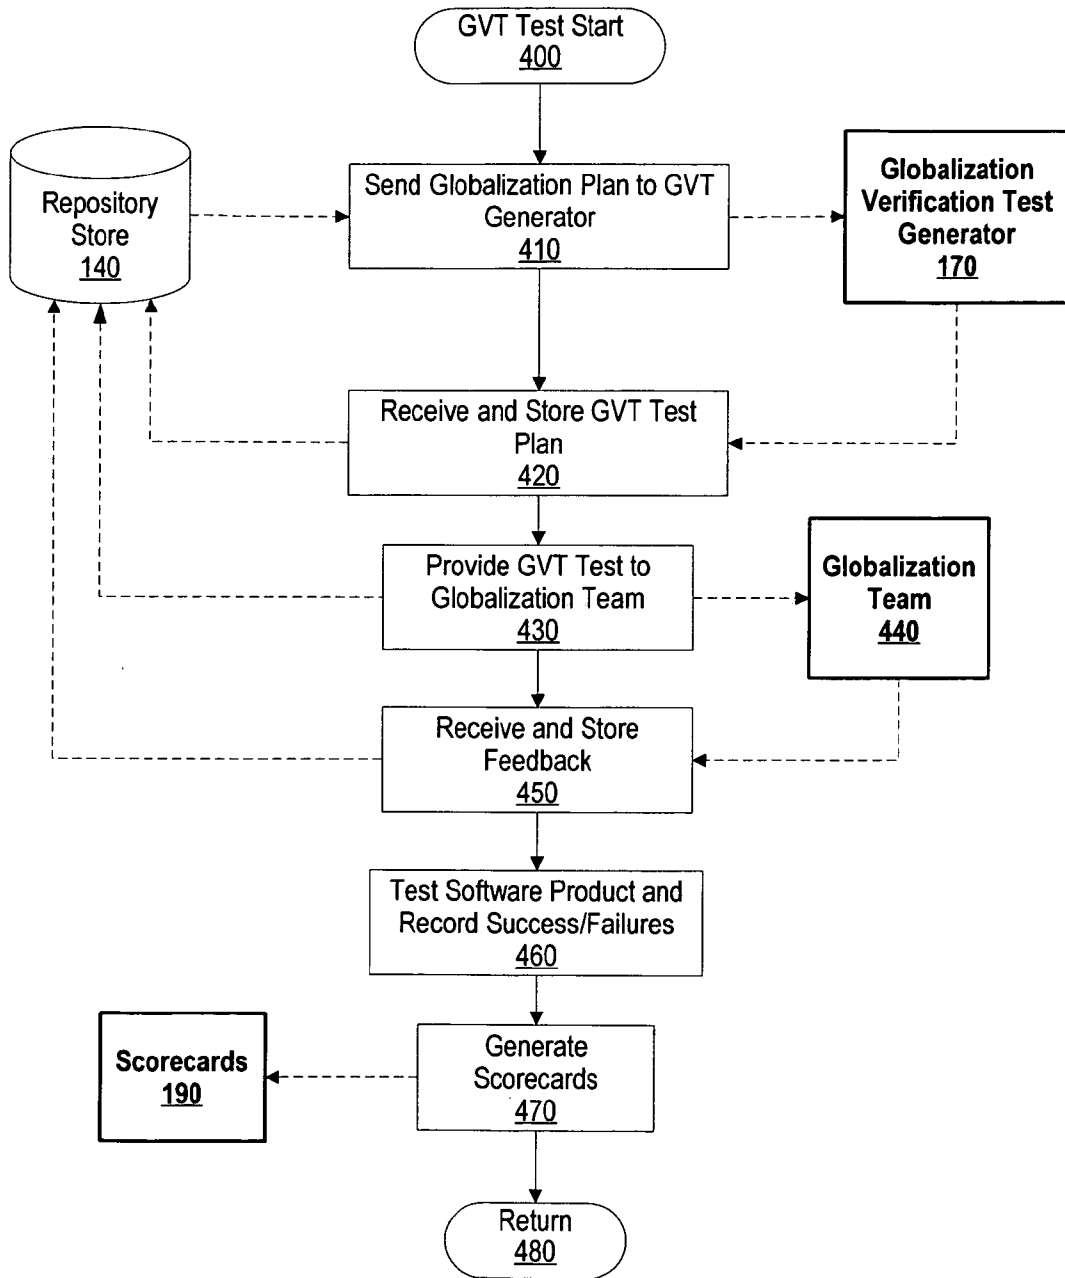 GVT Test Start
400
Repository
Store
140
Send Globalization Plan to GVT
Generator
410
Globalization
Verification Test
Generator
170
Receive and Store GVT Test
Plan
420
Provide GVT Test to
Globalization Team
430
Globalization
Team
440
Receive and Store
Feedback
450
Test Software Product and
Record Success/Failures
460
Scorecards
190
Generate
Scorecards
470
Return
480